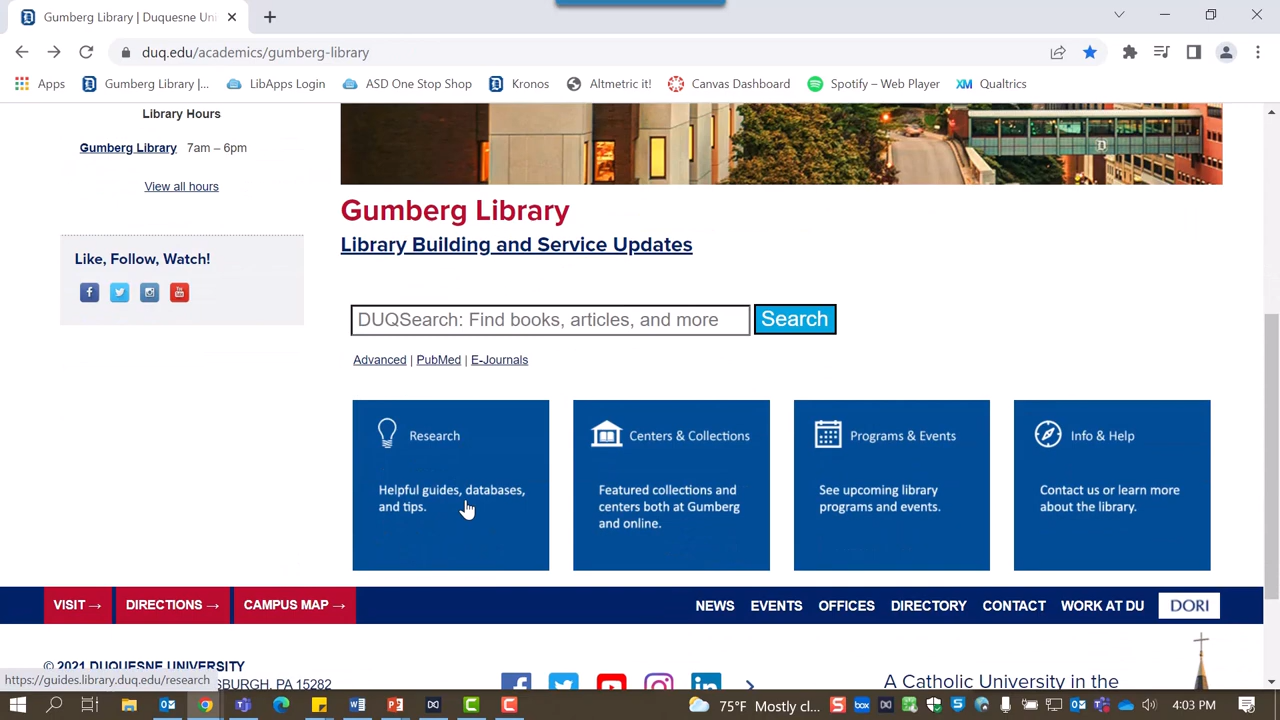 Gumberg Library | Duquesne Uni
duq.edu/academics/gumberg-library
Apps
Gumberg Library |...
LibApps Login
ASD One Stop Shop
Kronos
Altmetric it!
Canvas Dashboard
Spotify – Web Player
XM
Qualtrics
Library Hours
Gumberg Library 7am – 6pm
View all hours
Like, Follow, Watch!
Gumberg Library
Library Building and Service Updates
DUQSearch: Find books, articles, and more
Search
Advanced | PubMed | E-Journals
Research
Helpful guides, databases,
and tips.
Centers & Collections
Featured collections and
centers both at Gumberg
and online.
Programs & Events
See upcoming library
programs and events.
Info & Help
Contact us or learn more
about the library.
VISIT →
DIRECTIONS →
CAMPUS MAP →
NEWS
EVENTS
OFFICES
DIRECTORY
CONTACT
WORK AT DU
DORI
© 2021 DUQUESNE UNIVERSITY
SBURGH, PA 15282
A Catholic University in the
https://guides.library.duq.edu/research
75°F Mostly cl...
4:03 PM